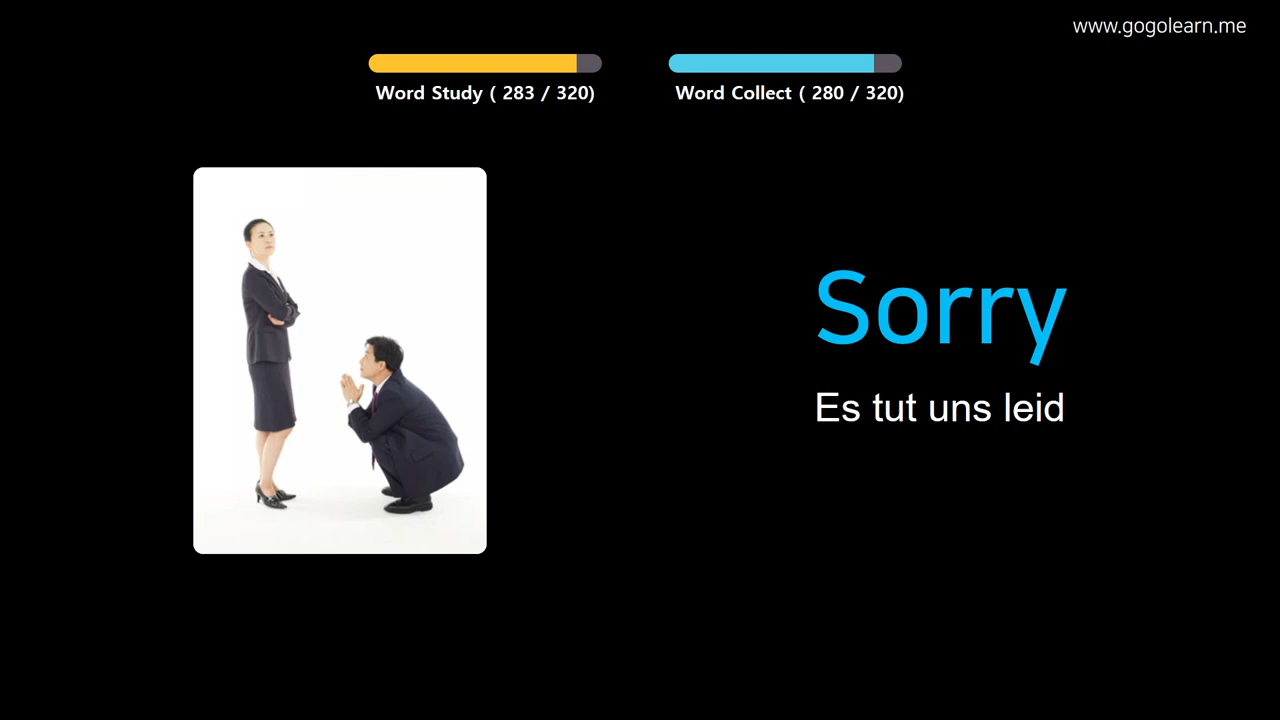 www.gogolearn.me
Word Study ( 283 / 320)
Word Collect ( 280 / 320)
Sorry
Es tut uns leid